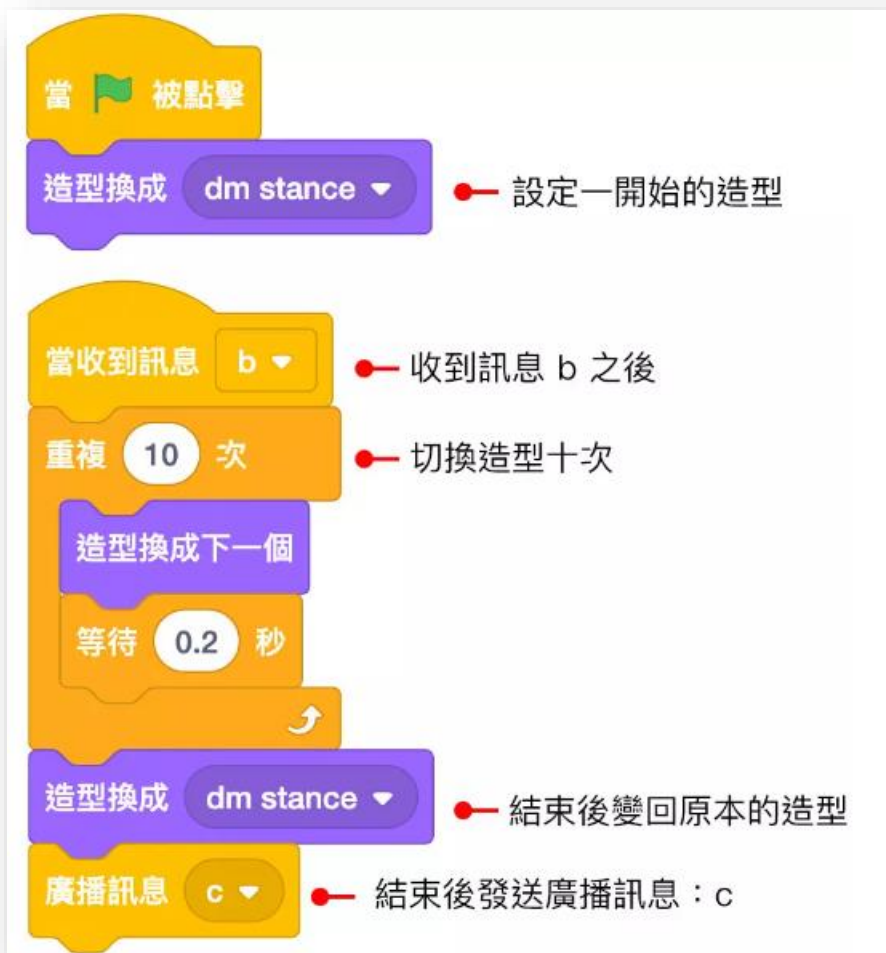 當 被點擊
造型換成 dm stance 設定一開始的造型
當收到訊息 b 收到訊息 b 之後
重複 10 次 切換造型十次
造型換成下一個
等待 0.2 秒
造型換成 dm stance 結束後變回原本的造型
廣播訊息 c 結束後發送廣播訊息：c